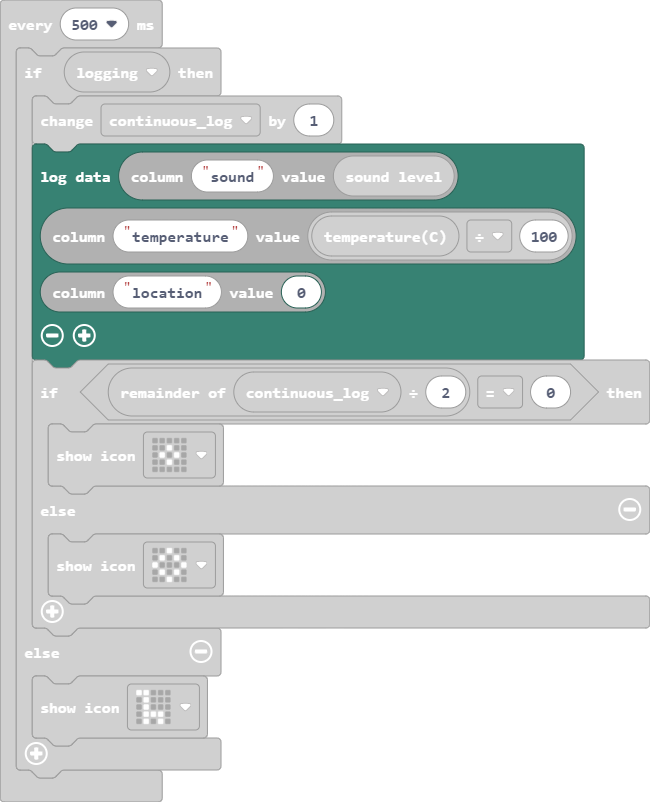 every 500 ms
if logging then
change continuous_log by 1
log data column "sound" value sound level
column "temperature" value temperature(C) ÷ 100
column "location" value 0
if remainder of continuous_log ÷ 2 = 0 then
show icon
else
show icon
else
show icon